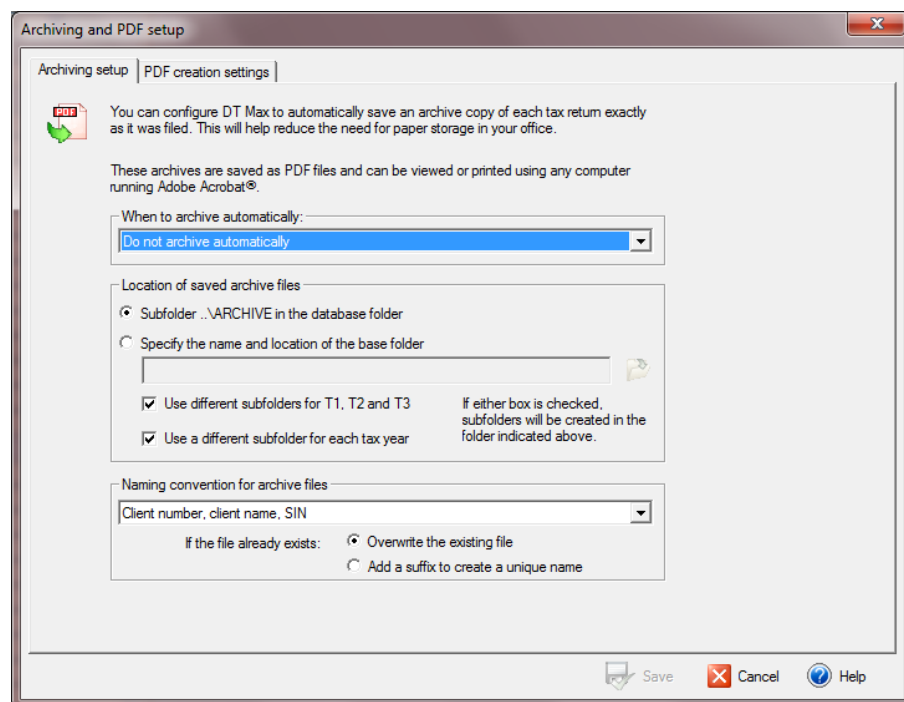 Archiving and PDF setup
X
Archiving setup
PDF creation settings
PDF
You can configure DT Max to automatically save an archive copy of each tax return exactly
as it was filed. This will help reduce the need for paper storage in your office.
These archives are saved as PDF files and can be viewed or printed using any computer
running Adobe Acrobat®.
When to archive automatically:
Do not archive automatically
Location of saved archive files
Subfolder ..\ARCHIVE in the database folder
Specify the name and location of the base folder
Use different subfolders for T1, T2 and T3
If either box is checked,
subfolders will be created in the
folder indicated above.
Use a different subfolder for each tax year
Naming convention for archive files
Client number, client name, SIN
If the file already exists:
Overwrite the existing file
Add a suffix to create a unique name
Save
Cancel
? Help